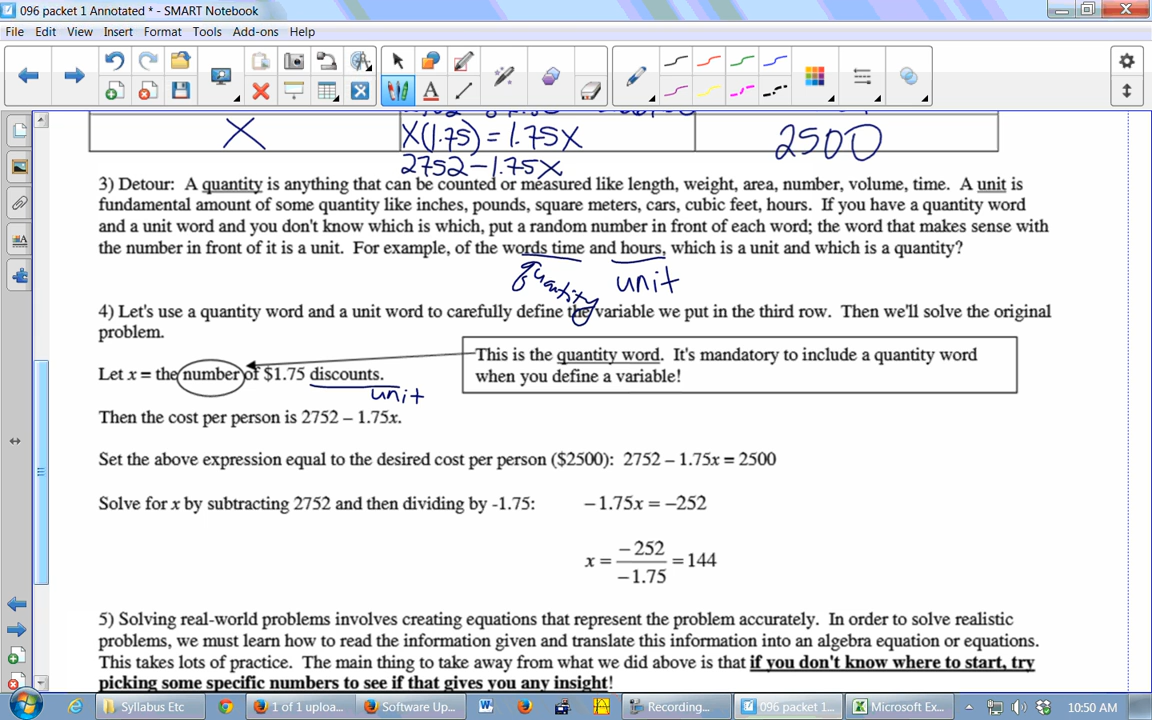 096 packet 1 Annotated * - SMART Notebook
File Edit View Insert Format Tools Add-ons Help
X X(1.75) = 1.75X 2500
2752 - 1.75X
3) Detour: A quantity is anything that can be counted or measured like length, weight, area, number, volume, time. A unit is
fundamental amount of some quantity like inches, pounds, square meters, cars, cubic feet, hours. If you have a quantity word
and a unit word and you don't know which is which, put a random number in front of each word; the word that makes sense with
the number in front of it is a unit. For example, of the words time and hours, which is a unit and which is a quantity?
quantity unit
4) Let's use a quantity word and a unit word to carefully define the variable we put in the third row. Then we'll solve the original
problem.
This is the quantity word. It's mandatory to include a quantity word
when you define a variable!
Let x = the number of $1.75 discounts.
unit
Then the cost per person is 2752 – 1.75x.
Set the above expression equal to the desired cost per person ($2500): 2752 – 1.75x = 2500
Solve for x by subtracting 2752 and then dividing by -1.75: −1.75x = −252
x = −252 / −1.75 = 144
5) Solving real-world problems involves creating equations that represent the problem accurately. In order to solve realistic
problems, we must learn how to read the information given and translate this information into an algebra equation or equations.
This takes lots of practice. The main thing to take away from what we did above is that if you don't know where to start, try
picking some specific numbers to see if that gives you any insight!
Syllabus Etc 1 of 1 uploa... Software Up... Recording... 096 packet 1... Microsoft Ex... 10:50 AM